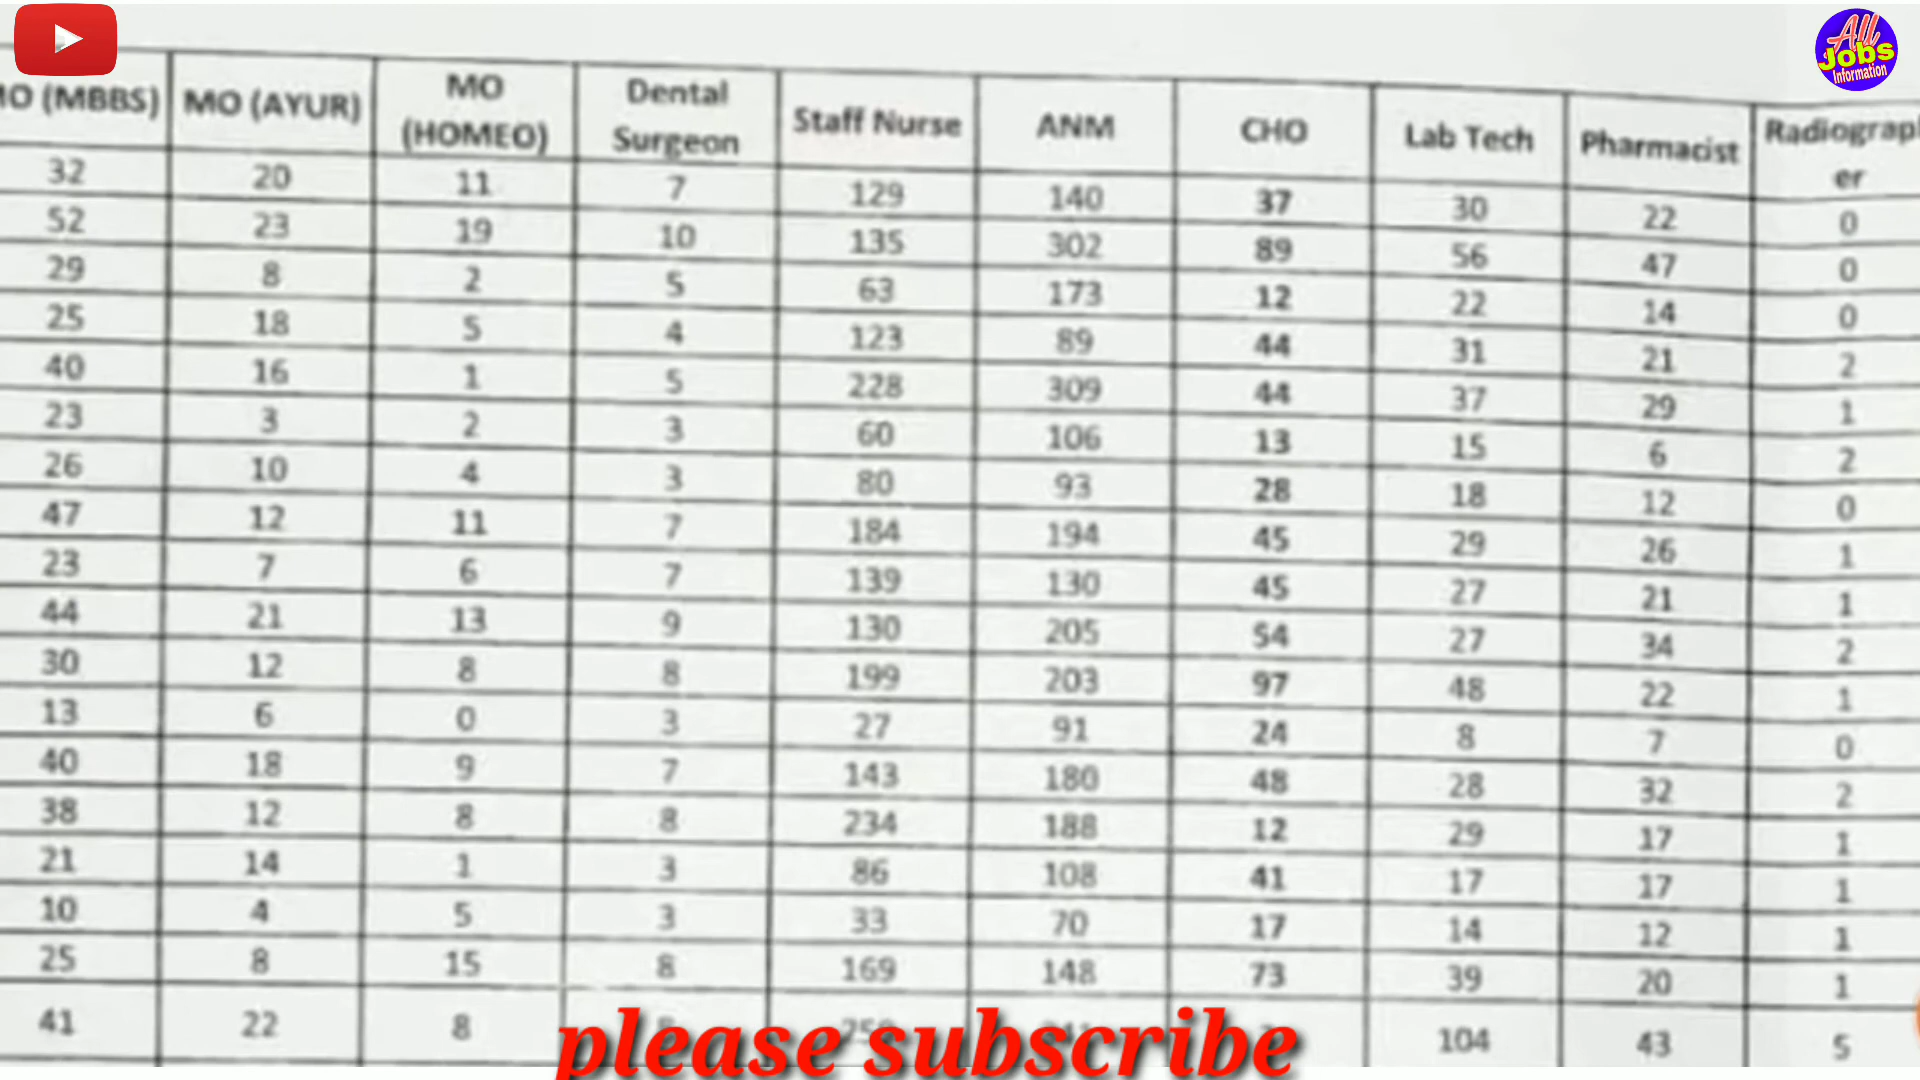 All
Jobs
Information
MO (MBBS) MO (AYUR) MO (HOMEO) Dental Surgeon Staff Nurse ANM CHO Lab Tech Pharmacist Radiographer
32 20 11 7 129 140 37 30 22 0
52 23 19 10 135 302 89 56 47 0
29 8 2 5 63 173 12 22 14 0
25 18 5 4 123 89 44 31 21 2
40 16 1 5 228 309 44 37 29 1
23 3 2 3 60 106 13 15 6 2
26 10 4 3 80 93 28 18 12 0
47 12 11 7 184 194 45 29 26 1
23 7 6 7 139 130 45 27 21 1
44 21 13 9 130 205 54 27 34 2
30 12 8 8 199 203 97 48 22 1
13 6 0 3 27 91 24 8 7 0
40 18 9 7 143 180 48 28 32 2
38 12 8 8 234 188 12 29 17 1
21 14 1 3 86 108 41 17 17 1
10 4 5 3 33 70 17 14 12 1
25 8 15 8 169 148 73 39 20 1
41 22 8 104 43 5
please subscribe